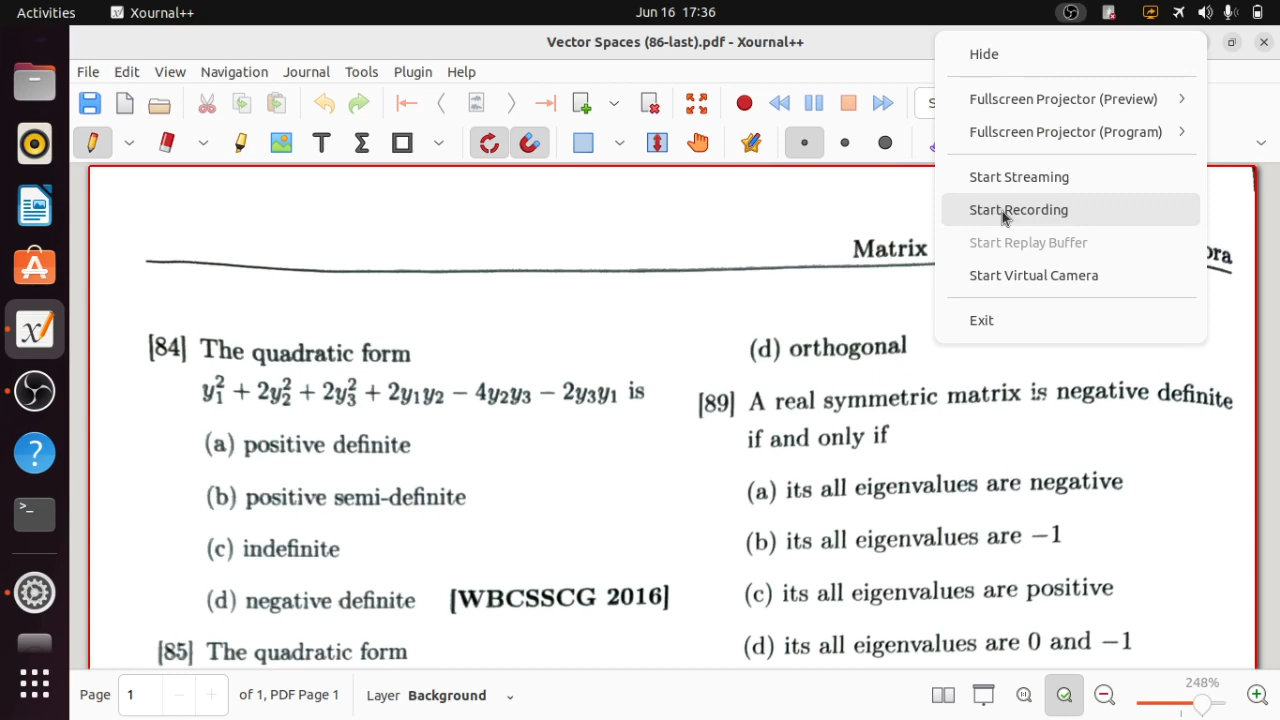 Activities Xournal++ Jun 16 17:36
Vector Spaces (86-last).pdf - Xournal++
File Edit View Navigation Journal Tools Plugin Help
Hide
Fullscreen Projector (Preview)
Fullscreen Projector (Program)
Start Streaming
Start Recording
Start Replay Buffer
Start Virtual Camera
Exit
Matrix
[84] The quadratic form
y₁² + 2y₂² + 2y₃² + 2y₁y₂ − 4y₂y₃ − 2y₃y₁ is
(a) positive definite
(b) positive semi-definite
(c) indefinite
(d) negative definite [WBCSSCG 2016]
[85] The quadratic form
(d) orthogonal
[89] A real symmetric matrix is negative definite
if and only if
(a) its all eigenvalues are negative
(b) its all eigenvalues are −1
(c) its all eigenvalues are positive
(d) its all eigenvalues are 0 and −1
Page 1 of 1, PDF Page 1 Layer Background 248%